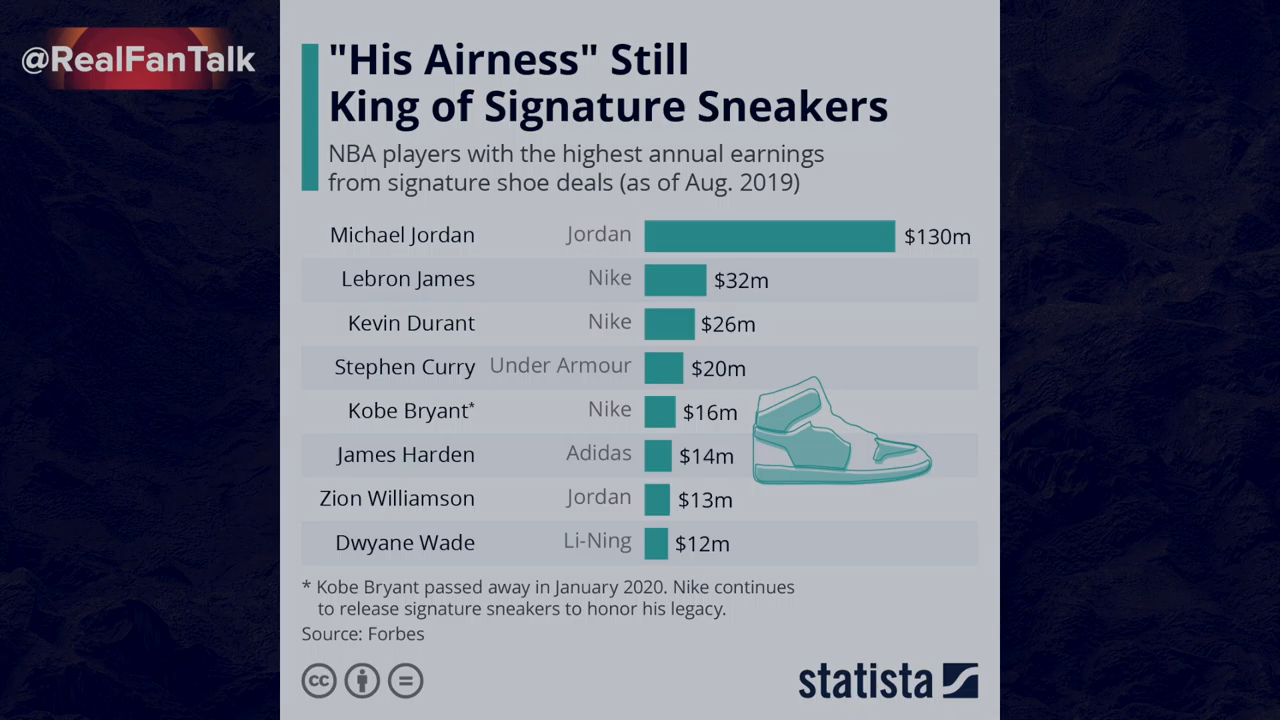 @RealFanTalk
"His Airness" Still
King of Signature Sneakers
NBA players with the highest annual earnings
from signature shoe deals (as of Aug. 2019)
Michael Jordan Jordan $130m
Lebron James Nike $32m
Kevin Durant Nike $26m
Stephen Curry Under Armour $20m
Kobe Bryant* Nike $16m
James Harden Adidas $14m
Zion Williamson Jordan $13m
Dwyane Wade Li-Ning $12m
* Kobe Bryant passed away in January 2020. Nike continues
to release signature sneakers to honor his legacy.
Source: Forbes
cc
statista